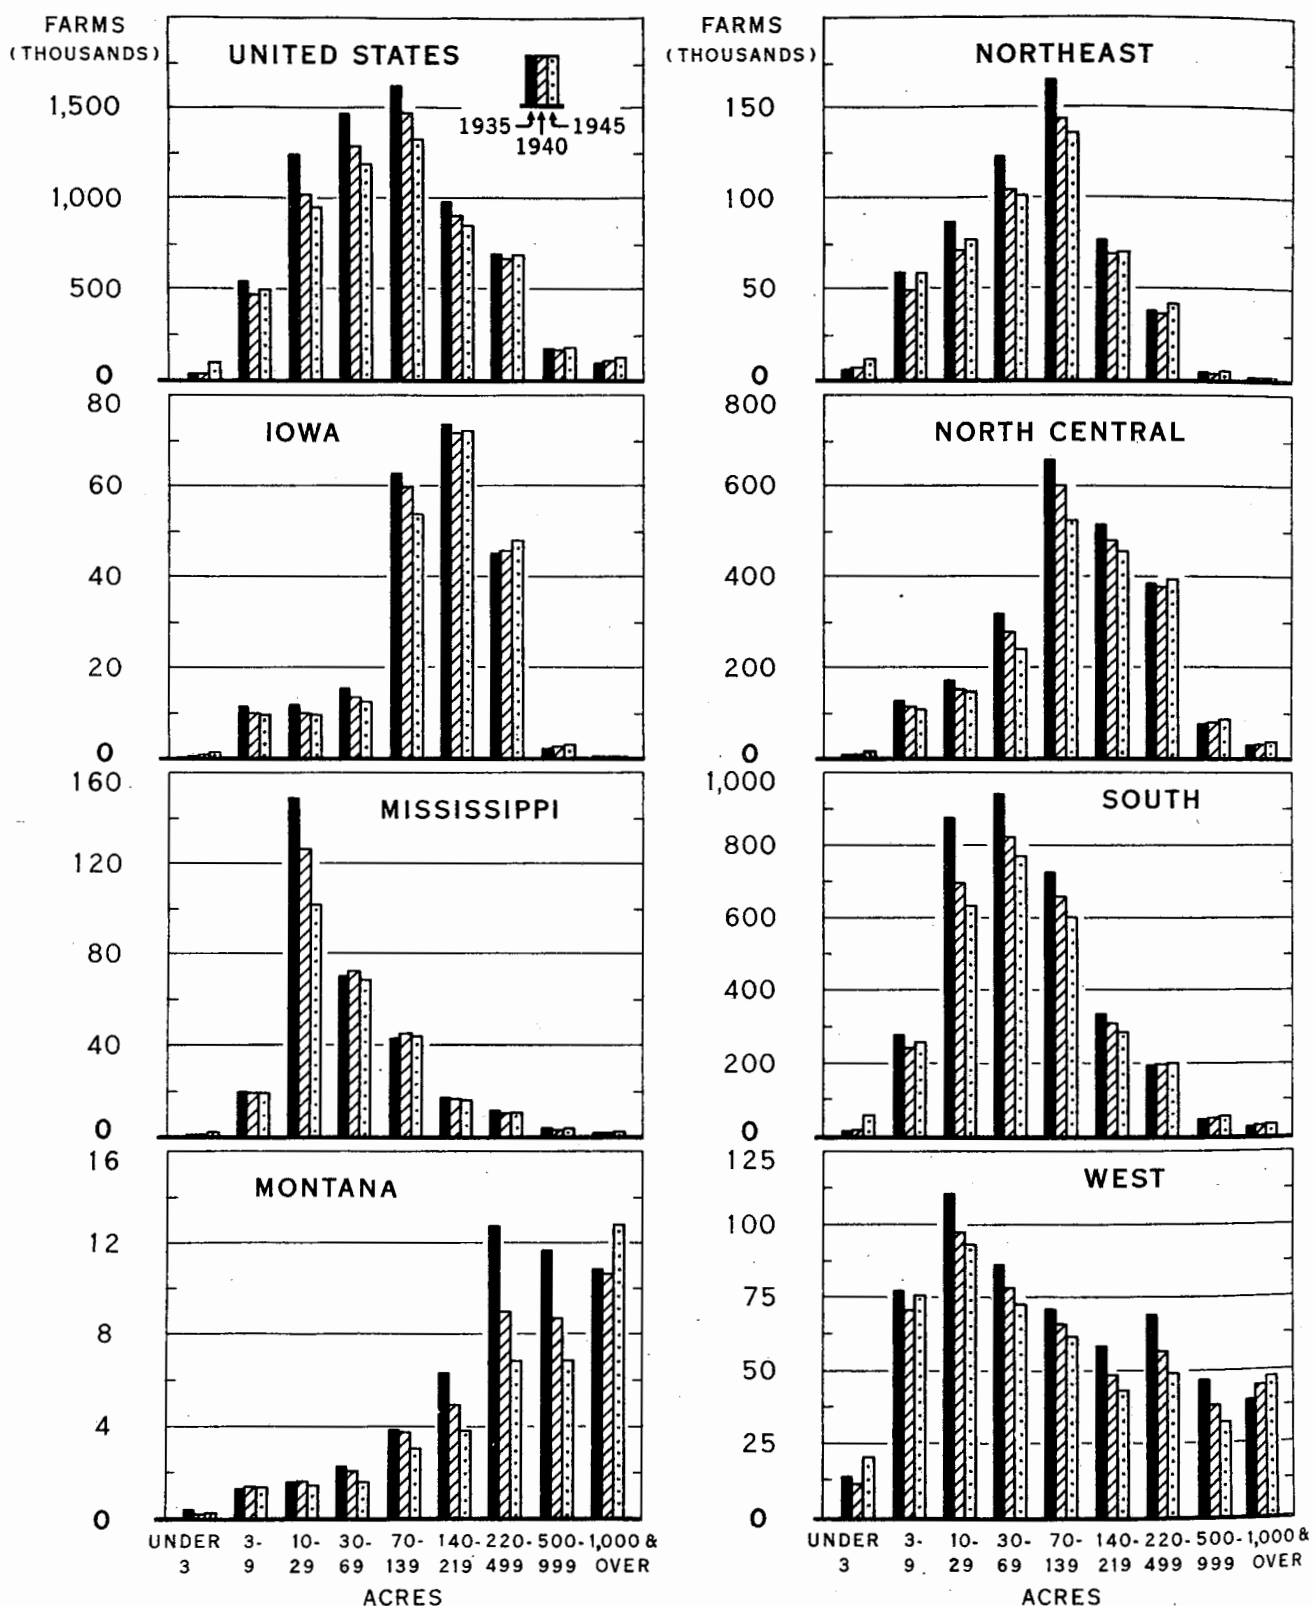 FARMS
(THOUSANDS)
UNITED STATES
1935
1940
1945
1,500
1,000
500
0
FARMS
(THOUSANDS)
NORTHEAST
150
100
50
0
IOWA
80
60
40
20
0
NORTH CENTRAL
800
600
400
200
0
MISSISSIPPI
160
120
80
40
0
SOUTH
1,000
800
600
400
200
0
MONTANA
16
12
8
4
0
UNDER 3- 10- 30- 70- 140- 220- 500- 1,000 &
3 9 29 69 139 219 499 999 OVER
ACRES
WEST
125
100
75
50
25
0
UNDER 3- 10- 30- 70- 140- 220- 500- 1,000 &
3 9 29 69 139 219 499 999 OVER
ACRES